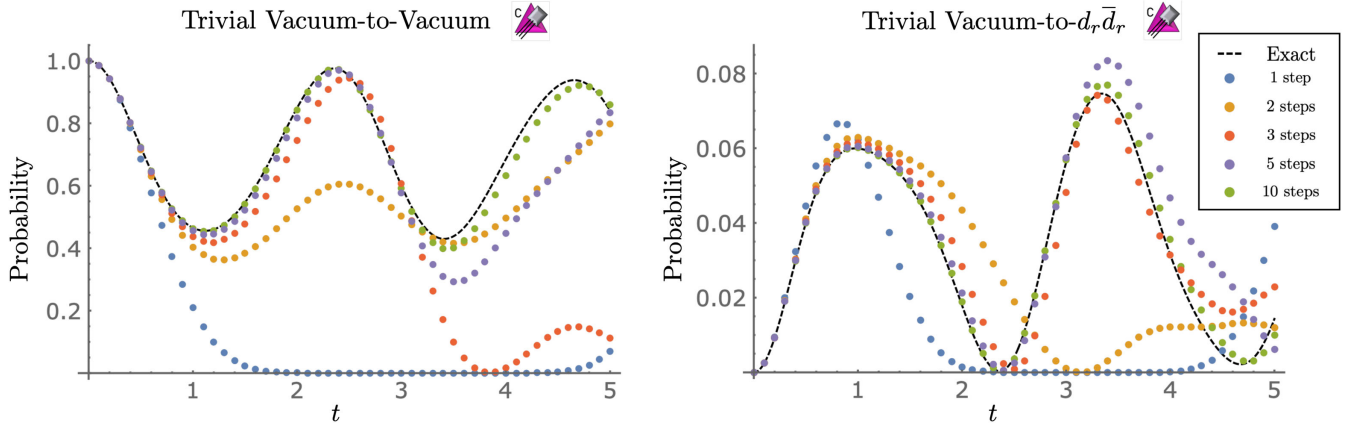 Trivial Vacuum-to-Vacuum
C
Probability
1.0
0.8
0.6
0.4
0.2
1 2 3 4 5
t
Trivial Vacuum-to-d_r d̅_r
C
Probability
0.08
0.06
0.04
0.02
0
1 2 3 4 5
t
Exact
1 step
2 steps
3 steps
5 steps
10 steps